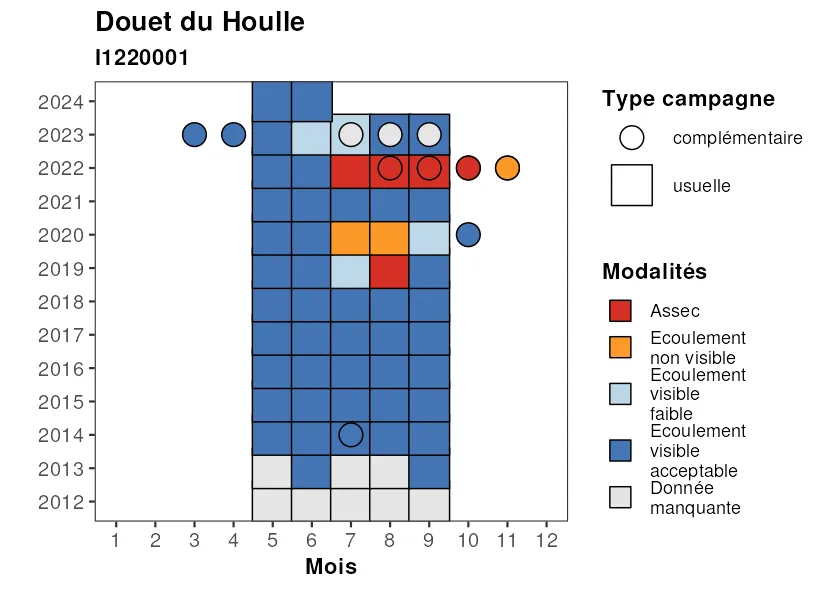 Douet du Houlle
I1220001
2024
2023
2022
2021
2020
2019
2018
2017
2016
2015
2014
2013
2012
1 2 3 4 5 6 7 8 9 10 11 12
Mois
Type campagne
complémentaire
usuelle
Modalités
Assec
Ecoulement
non visible
Ecoulement
visible
faible
Ecoulement
visible
acceptable
Donnée
manquante